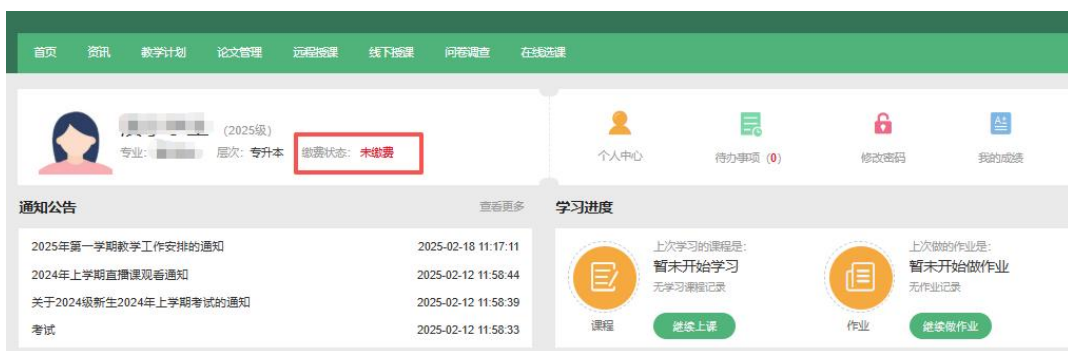 首页 资讯 教学计划 论文管理 远程授课 线下授课 问卷调查 在线选课
(2025级)
专业: 层次: 专升本 缴费状态: 未缴费
个人中心 待办事项 (0) 修改密码 我的成绩
通知公告 查看更多
2025年第一学期教学工作安排的通知 2025-02-18 11:17:11
2024年上学期直播课观看通知 2025-02-12 11:58:44
关于2024级新生2024年上学期考试的通知 2025-02-12 11:58:39
考试 2025-02-12 11:58:33
学习进度
上次学习的课程是:
暂未开始学习
无学习课程记录
课程 继续上课
上次做的作业是:
暂未开始做作业
无作业记录
作业 继续做作业